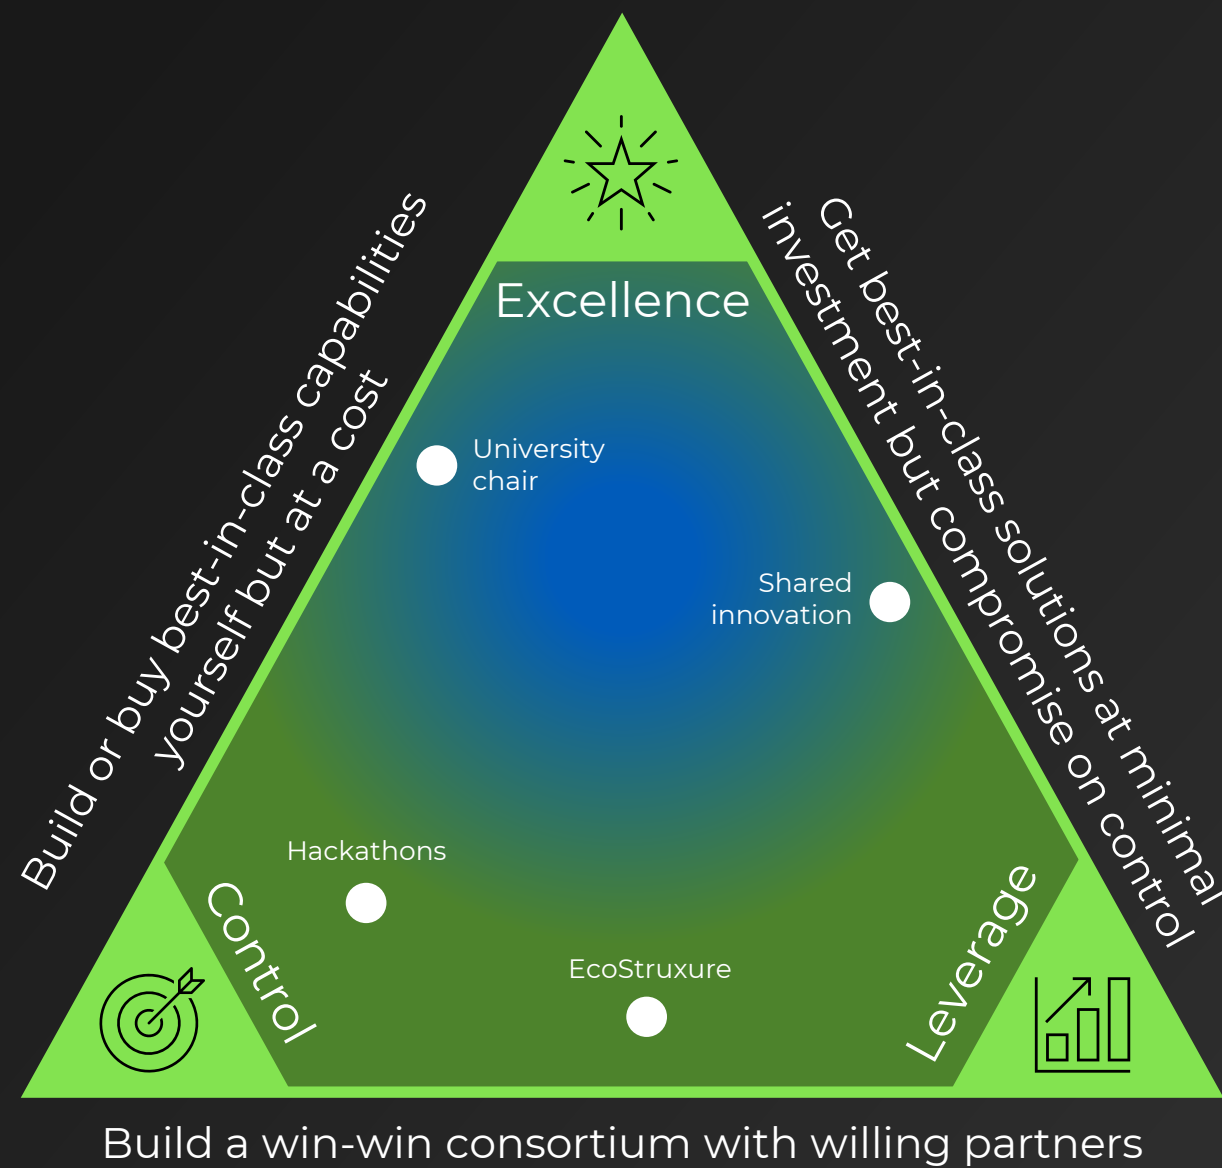 Build or buy best-in-class capabilities
yourself but at a cost
Get best-in-class solutions at minimal
investment but compromise on control
Excellence
University
chair
Shared
innovation
Hackathons
EcoStruxure
Control
Leverage
Build a win-win consortium with willing partners